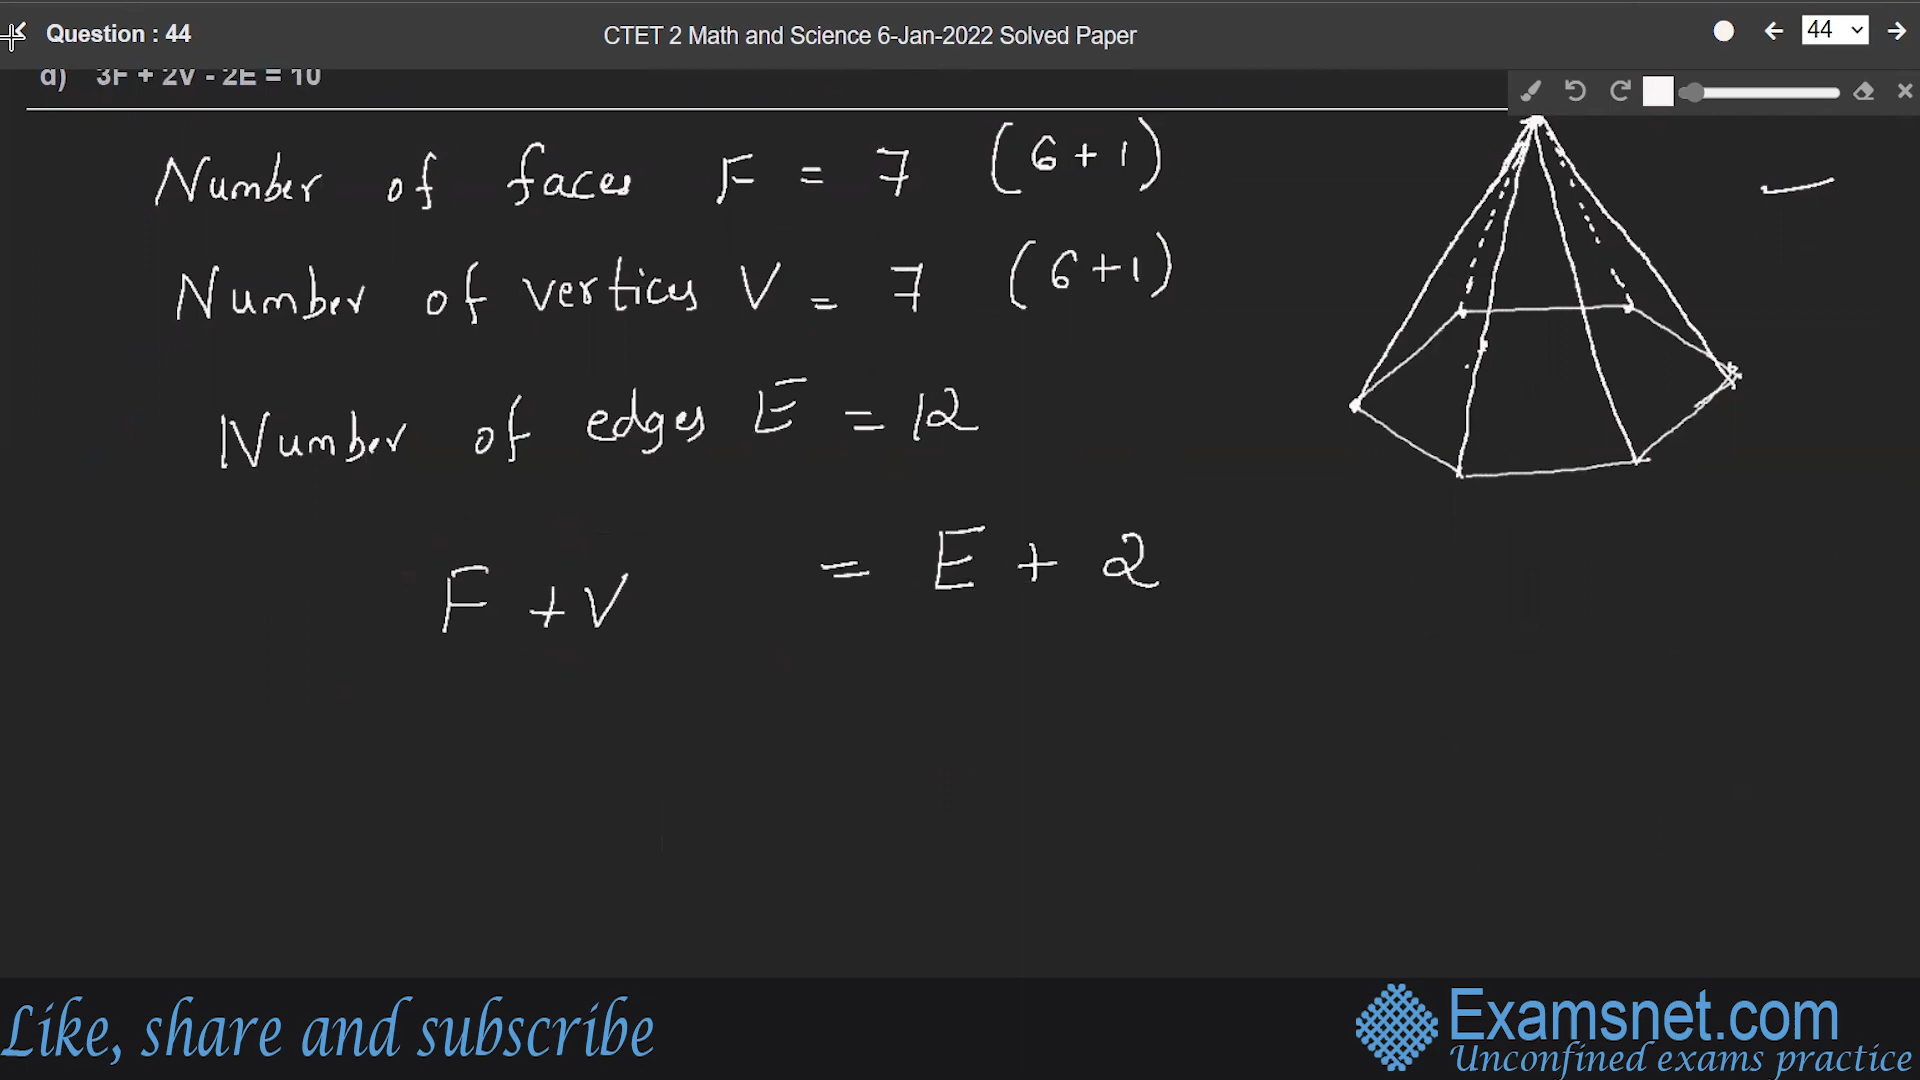 Question : 44
CTET 2 Math and Science 6-Jan-2022 Solved Paper
44
d) 3F + 2V - 2E = 10
Number of faces F = 7 (6+1)
Number of vertices V = 7 (6+1)
Number of edges E = 12
F + V = E + 2
Like, share and subscribe
Examsnet.com
Unconfined exams practice